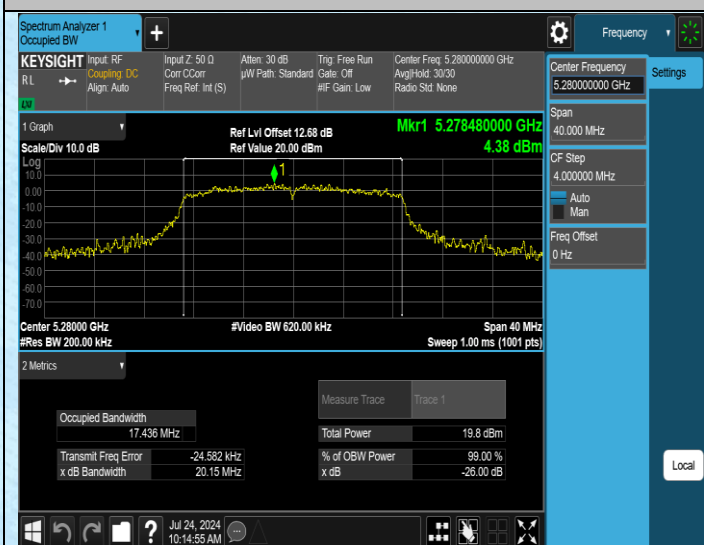 Spectrum Analyzer 1
Occupied BW
Frequency
KEYSIGHT
RL
Input: RF
Coupling: DC
Align: Auto
Input Z: 50 Ω
Corr CCorr
Freq Ref: Int (S)
Atten: 30 dB
µW Path: Standard
Trig: Free Run
Gate: Off
#IF Gain: Low
Center Freq: 5.280000000 GHz
Avg|Hold: 30/30
Radio Std: None
1 Graph
Scale/Div 10.0 dB
Ref Lvl Offset 12.68 dB
Ref Value 20.00 dBm
Mkr1 5.278480000 GHz
4.38 dBm
Log
10.0
0.00
-10.0
-20.0
-30.0
-40.0
-50.0
-60.0
-70.0
1
Center 5.28000 GHz
#Res BW 200.00 kHz
#Video BW 620.00 kHz
Span 40 MHz
Sweep 1.00 ms (1001 pts)
2 Metrics
Measure Trace
Trace 1
Occupied Bandwidth
17.436 MHz
Total Power
19.8 dBm
Transmit Freq Error
-24.582 kHz
% of OBW Power
99.00 %
x dB Bandwidth
20.15 MHz
x dB
-26.00 dB
Jul 24, 2024
10:14:55 AM
Center Frequency
5.280000000 GHz
Settings
Span
40.000 MHz
CF Step
4.000000 MHz
Auto
Man
Freq Offset
0 Hz
Local